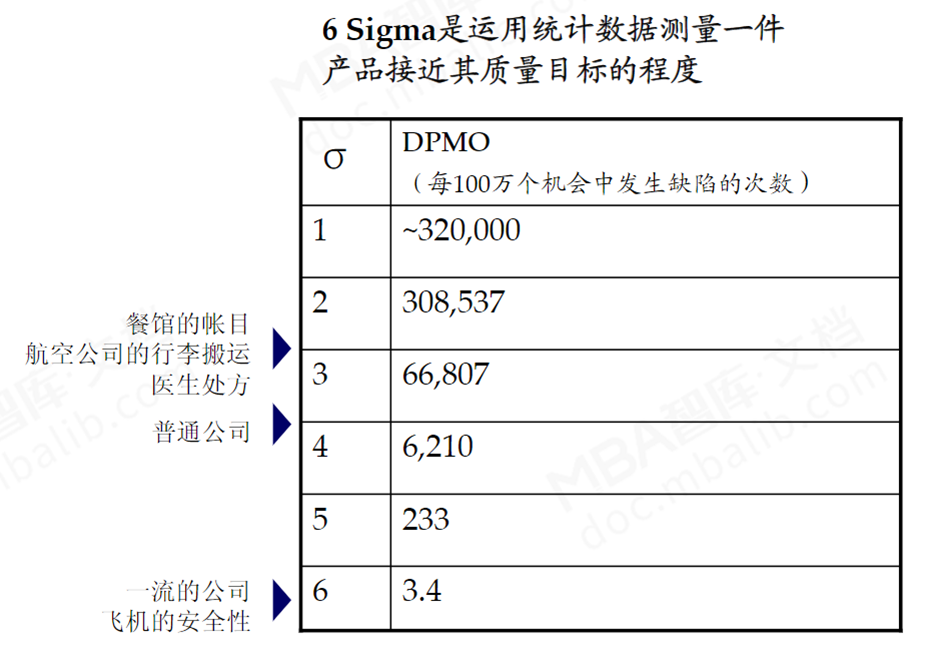 6 Sigma是运用统计数据测量一件
产品接近其质量目标的程度
σ
DPMO
（每100万个机会中发生缺陷的次数）
1
~320,000
2
308,537
餐馆的帐目
航空公司的行李搬运
医生处方
3
66,807
普通公司
4
6,210
5
233
一流的公司
飞机的安全性
6
3.4
MBA智库·文档
doc.mbalib.com